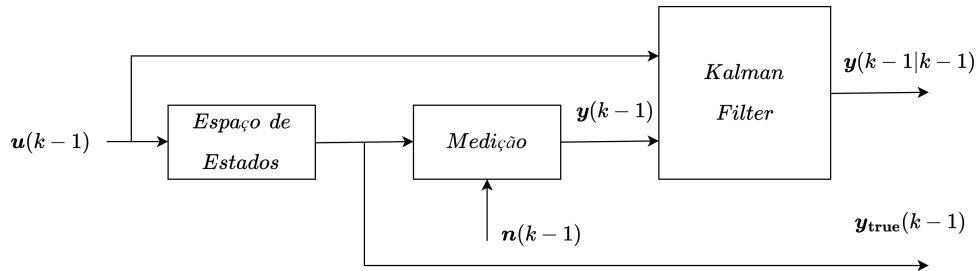 Kalman
Filter
y(k−1|k−1)
Espaço de
Estados
Medição
y(k−1)
u(k−1)
n(k−1)
y_true(k−1)